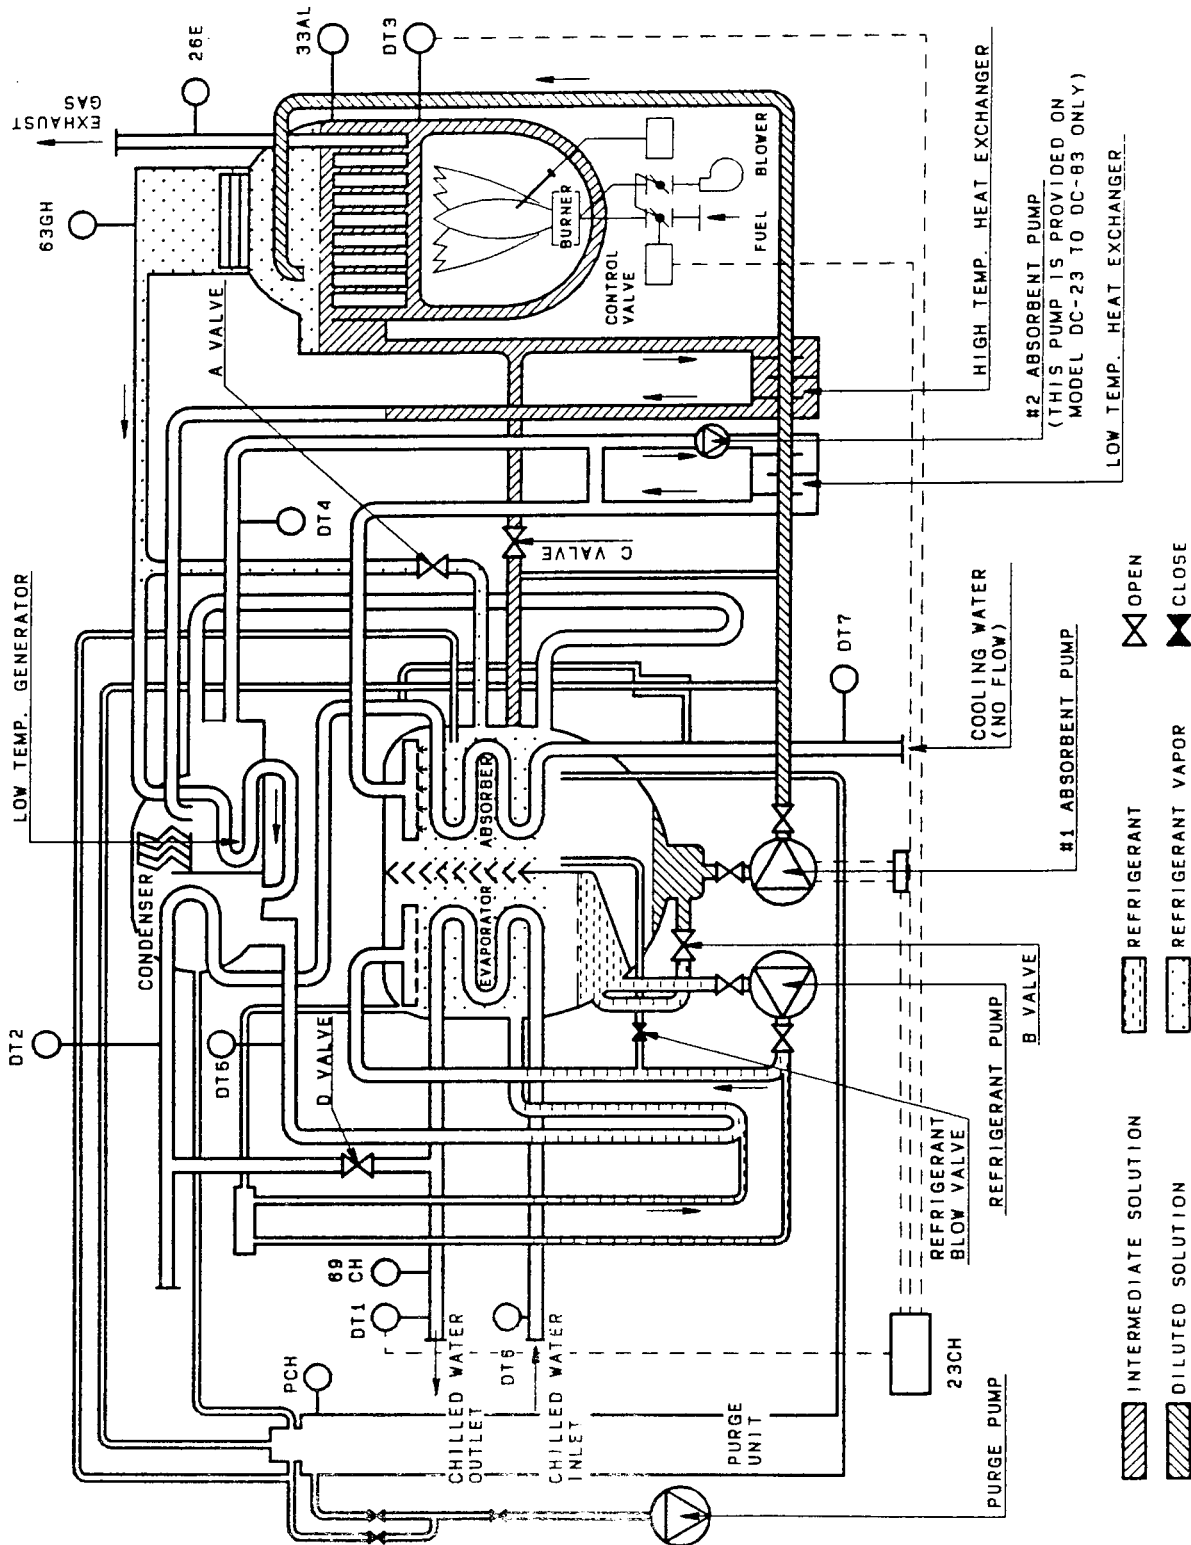 EXHAUST
GAS
26E
33AL
DT3
63GH
A VALVE
BURNER
CONTROL
VALVE
FUEL
BLOWER
HIGH TEMP. HEAT EXCHANGER
#2 ABSORBENT PUMP
(THIS PUMP IS PROVIDED ON
MODEL DC-23 TO DC-83 ONLY)
LOW TEMP. HEAT EXCHANGER
DT4
C VALVE
LOW TEMP. GENERATOR
CONDENSER
ABSORBER
EVAPORATOR
COOLING WATER
(NO FLOW)
DT7
#1 ABSORBENT PUMP
DT2
DT5
D VALVE
B VALVE
REFRIGERANT PUMP
REFRIGERANT
BLOW VALVE
69
CH
DT1
DT6
CHILLED WATER
OUTLET
CHILLED WATER
INLET
23CH
PCH
PURGE
UNIT
PURGE PUMP
INTERMEDIATE SOLUTION
REFRIGERANT
OPEN
DILUTED SOLUTION
REFRIGERANT VAPOR
CLOSE